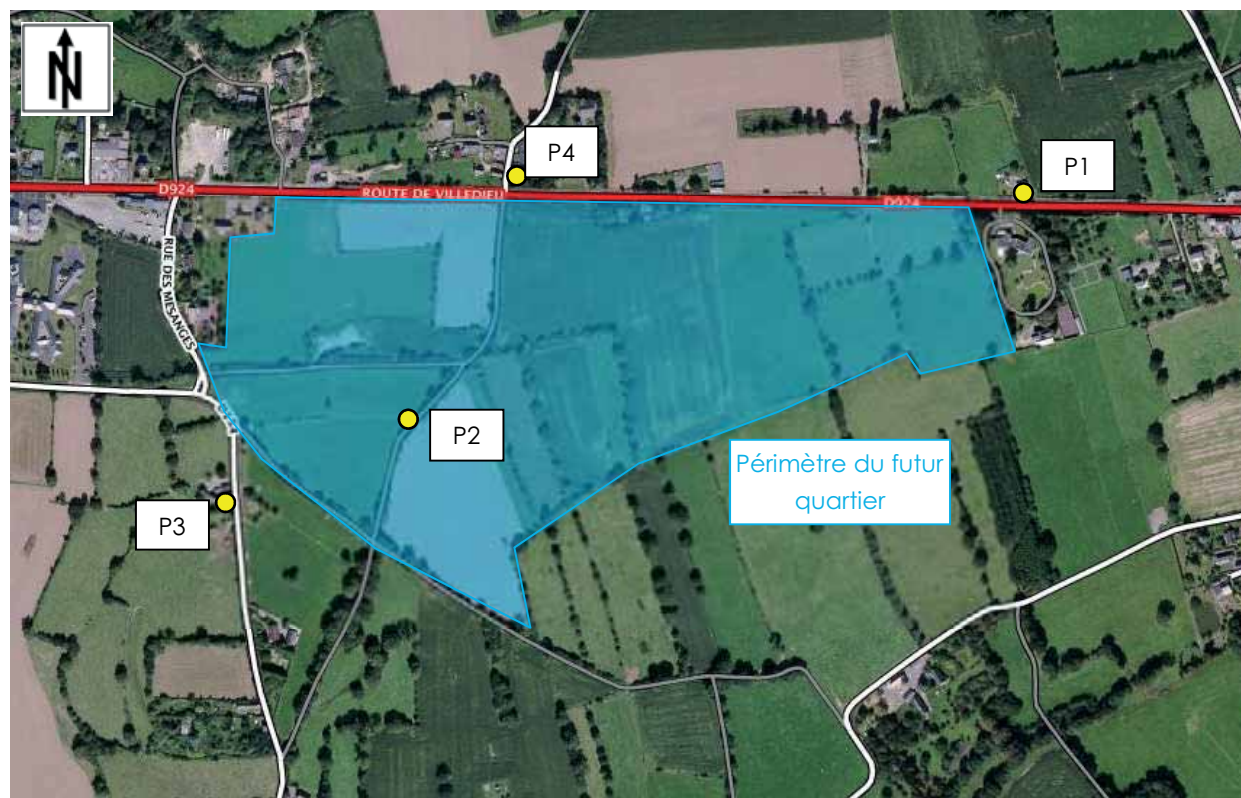 N
P4
P1
D924
ROUTE DE VILLEDIEU
D924
RUE DES MESANGES
P2
Périmètre du futur
quartier
P3